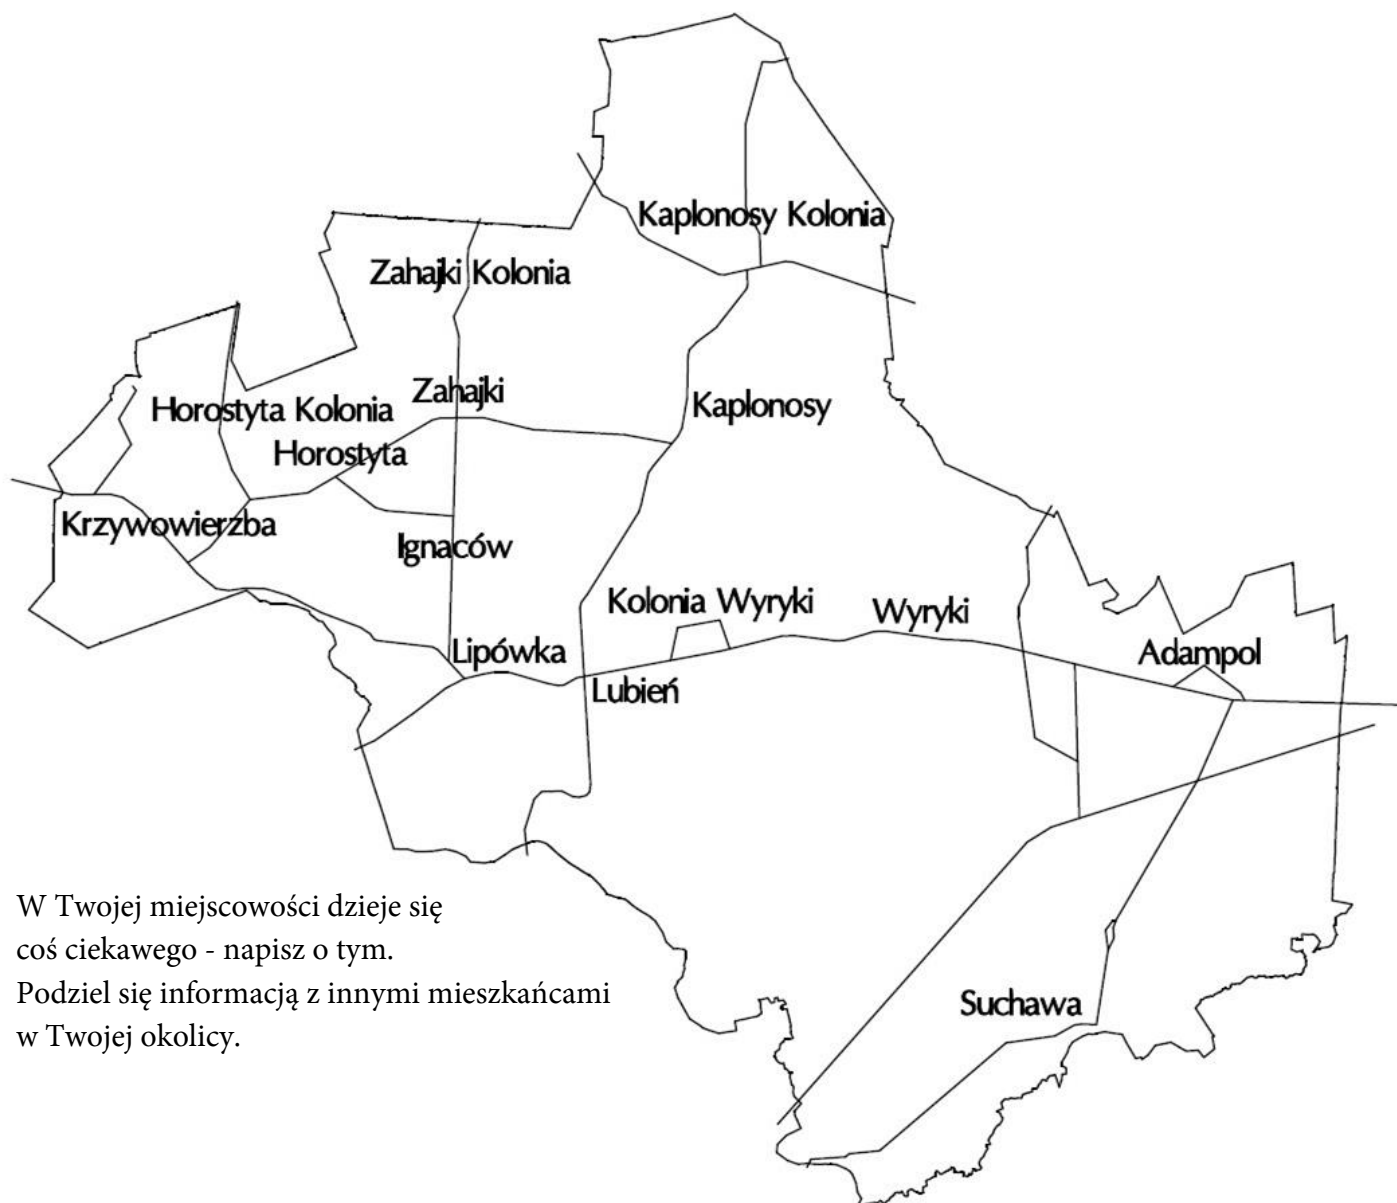 Kaplonosy Kolonia
Zahajki Kolonia
Zahajki
Kaplonosy
Horostyta Kolonia
Horostyta
Krzywowierzba
Ignaców
Kolonia Wyryki
Wyryki
Lipówka
Adampol
Lubień
W Twojej miejscowości dzieje się
coś ciekawego - napisz o tym.
Podziel się informacją z innymi mieszkańcami
w Twojej okolicy.
Suchawa